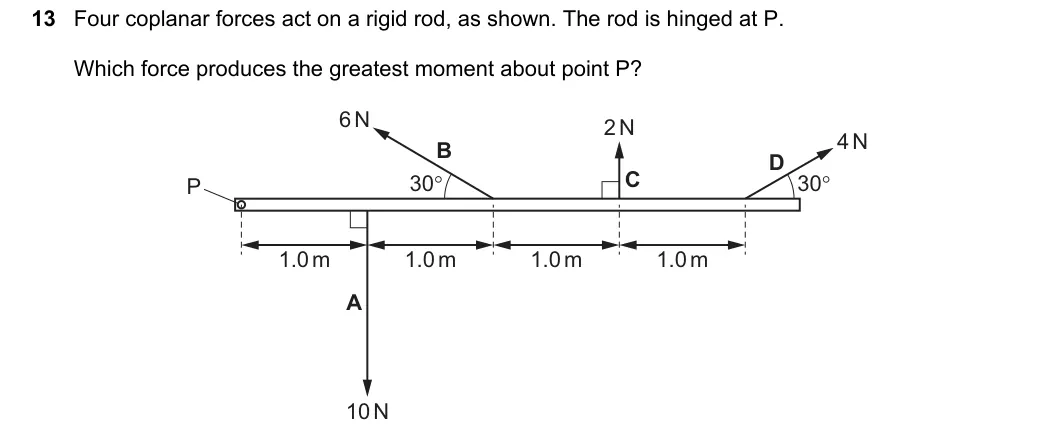 13 Four coplanar forces act on a rigid rod, as shown. The rod is hinged at P.
Which force produces the greatest moment about point P?
6 N
2 N
4 N
B
D
P
30°
C
30°
1.0 m
1.0 m
1.0 m
1.0 m
A
10 N